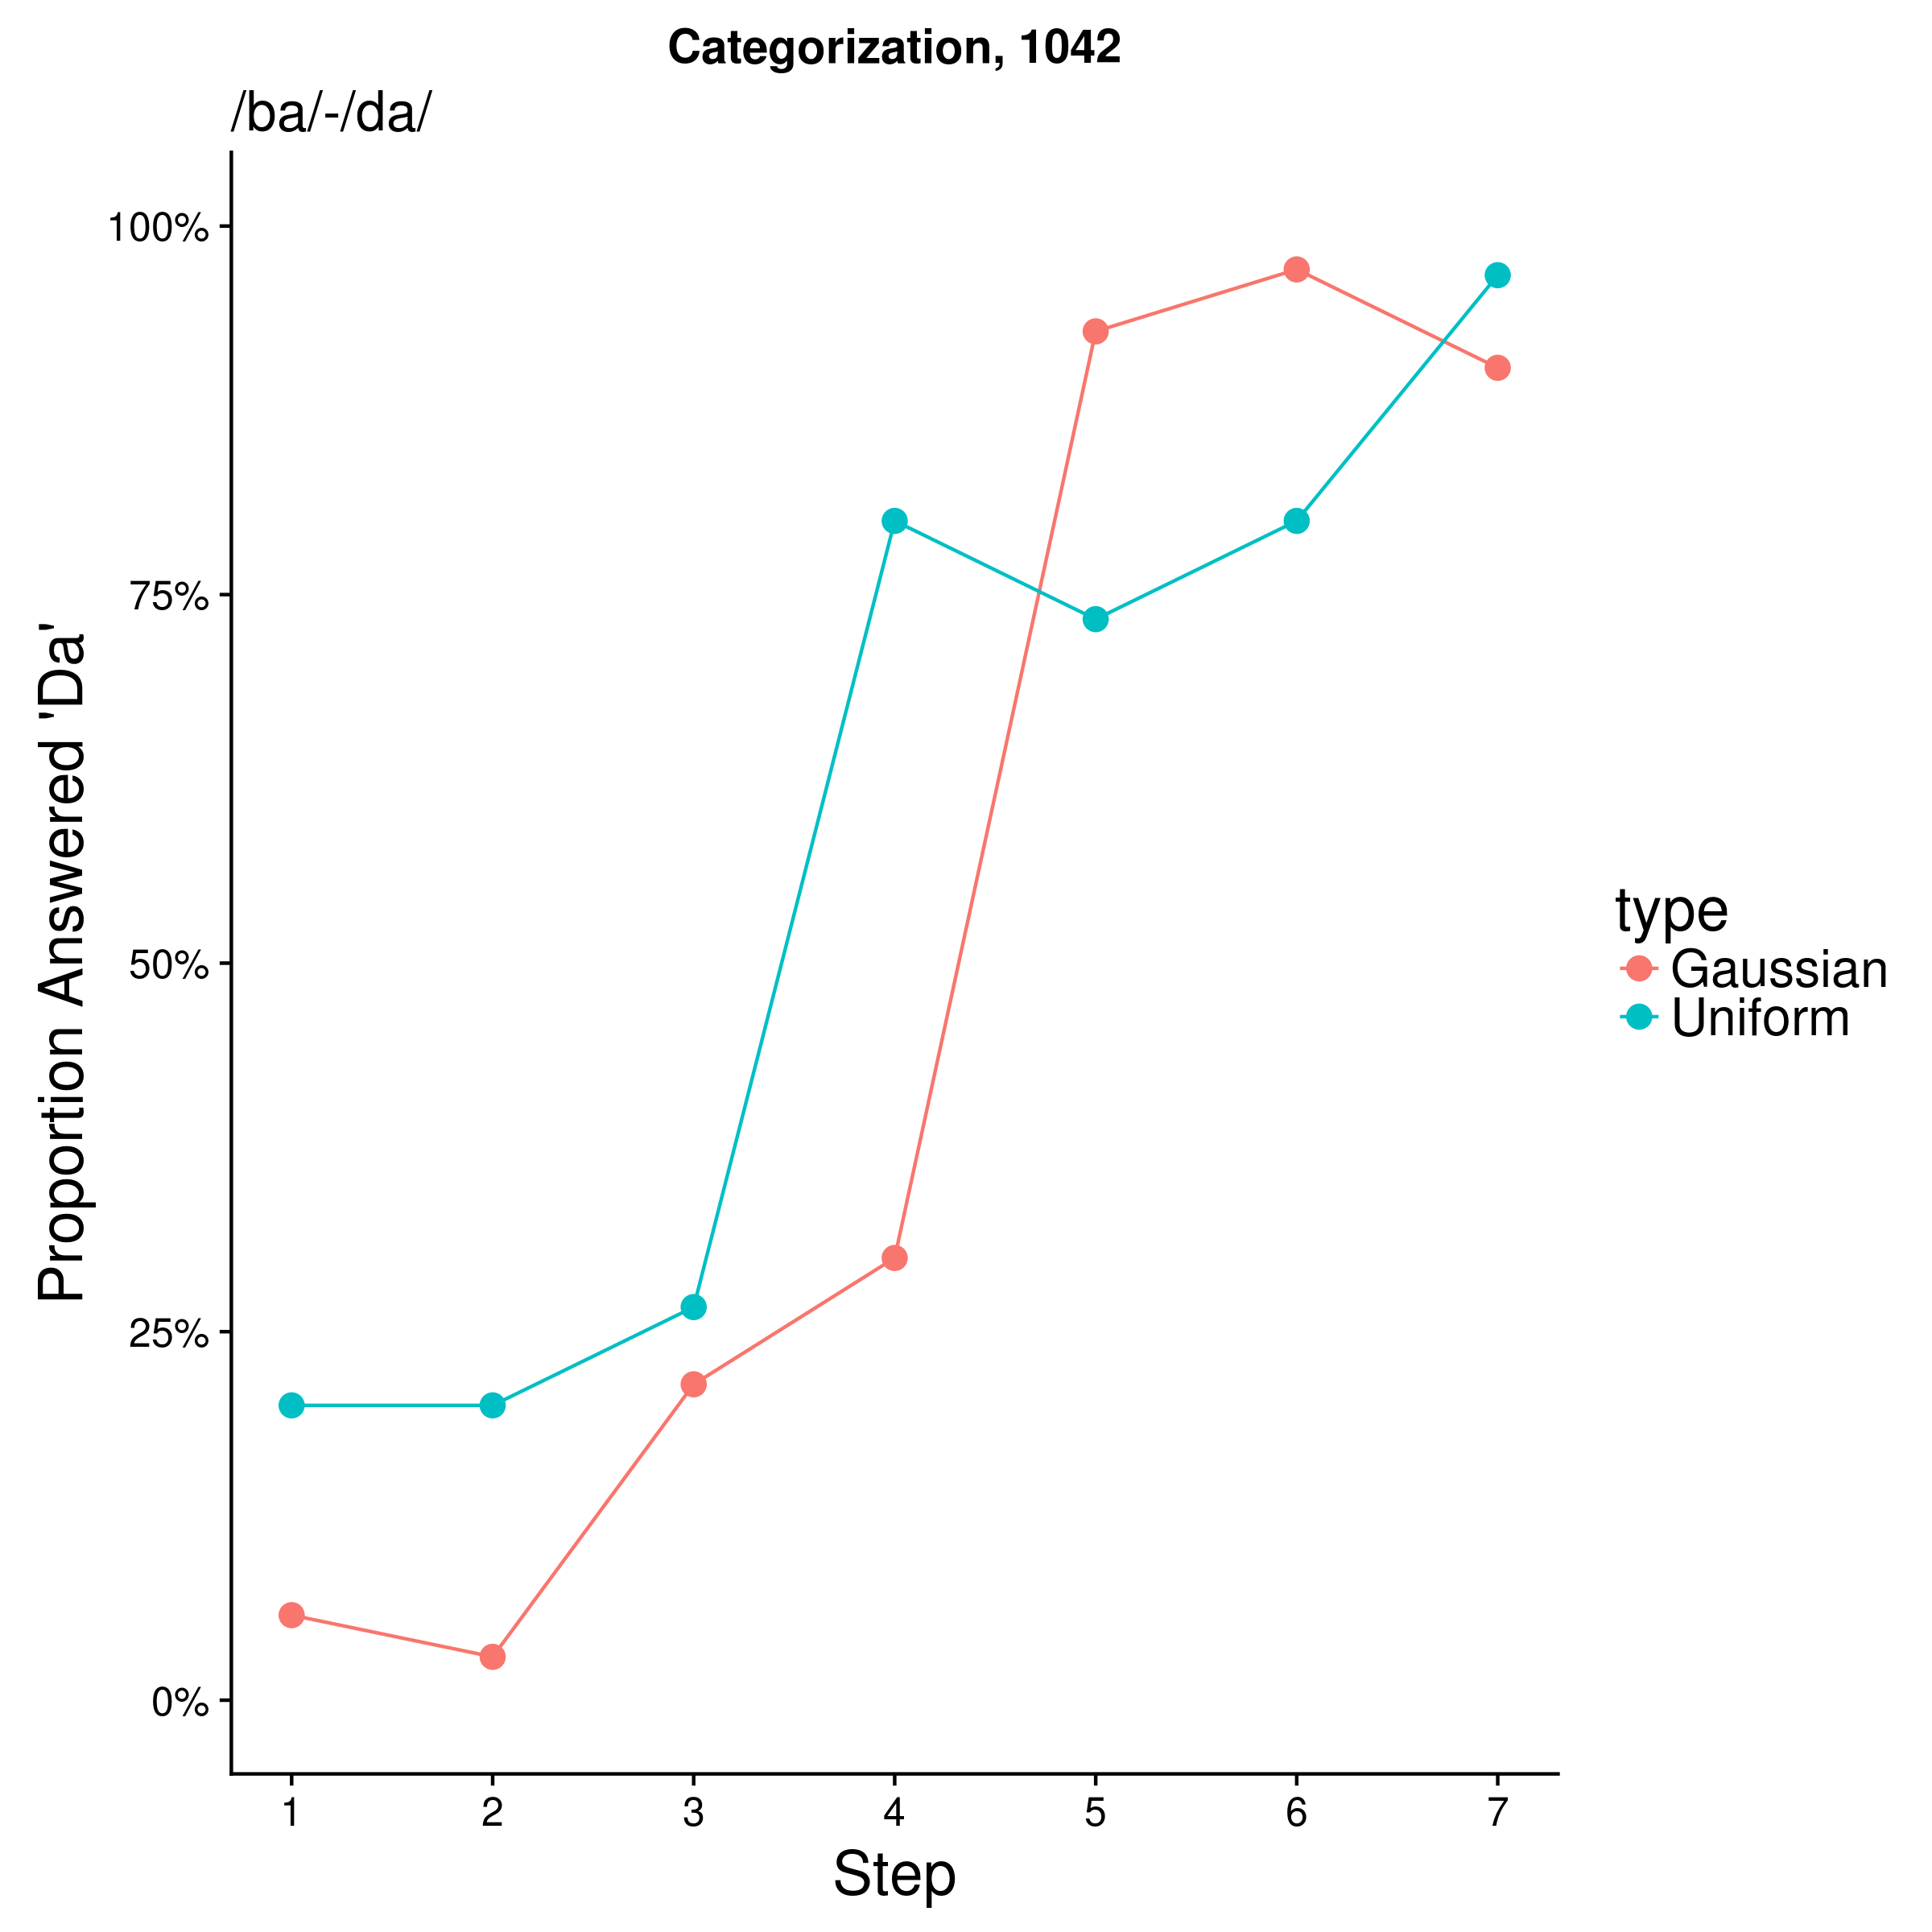 Categorization, 1042
/ba/-/da/
Proportion Answered 'Da'
100%
75%
50%
25%
0%
1 2 3 4 5 6 7
Step
type
Gaussian
Uniform